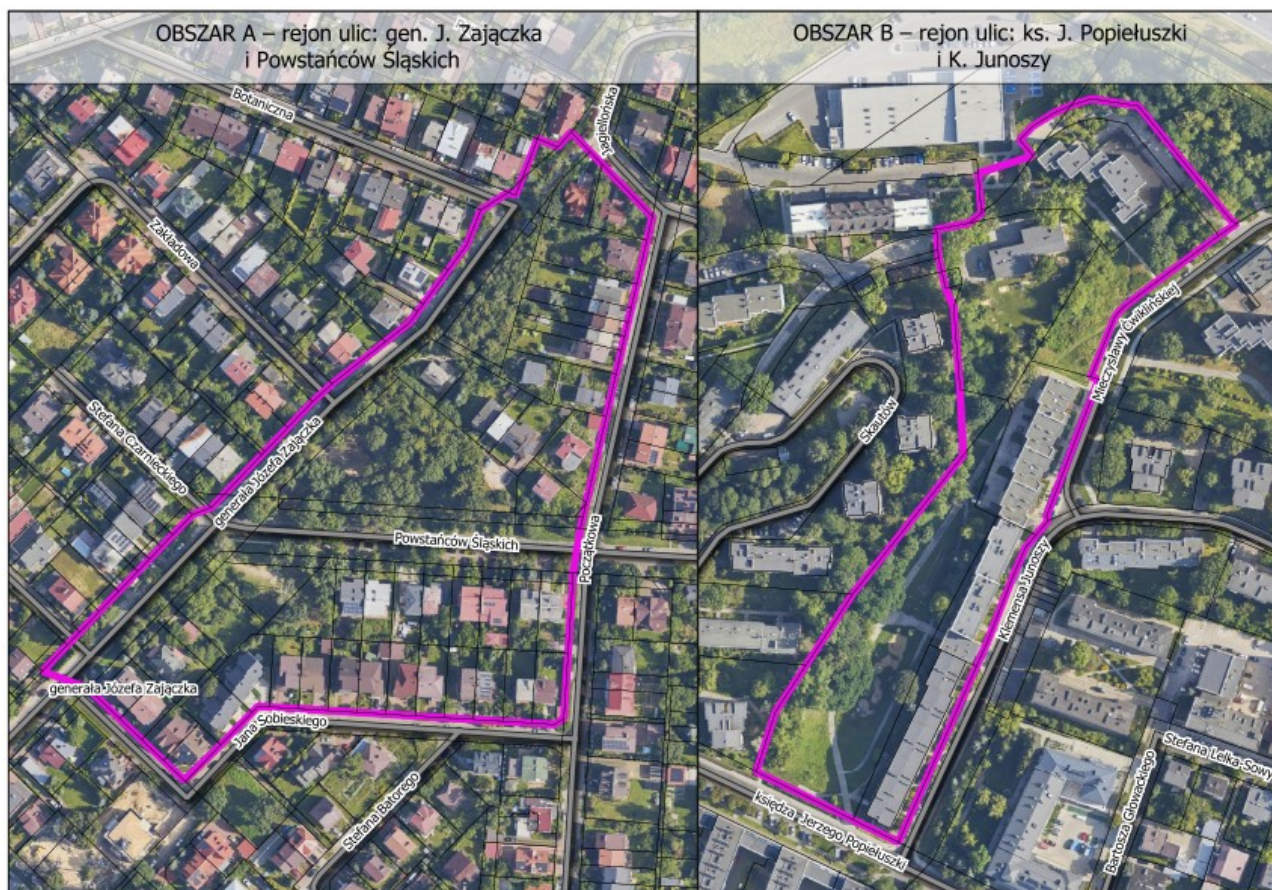 OBSZAR A – rejon ulic: gen. J. Zajączka
i Powstańców Śląskich
OBSZAR B – rejon ulic: ks. J. Popiełuszki
i K. Junoszy
Botaniczna
Jagiellońska
Zakładowa
Stefana Czarnieckiego
generała Józefa Zajączka
Powstańców Śląskich
Początkowa
generała Józefa Zajączka
Jana Sobieskiego
Stefana Batorego
Mieczysławy Ćwiklińskiej
Skautów
Klemensa Junoszy
księdza Jerzego Popiełuszki
Bartosza Głowackiego
Stefana Lelka-Sowy